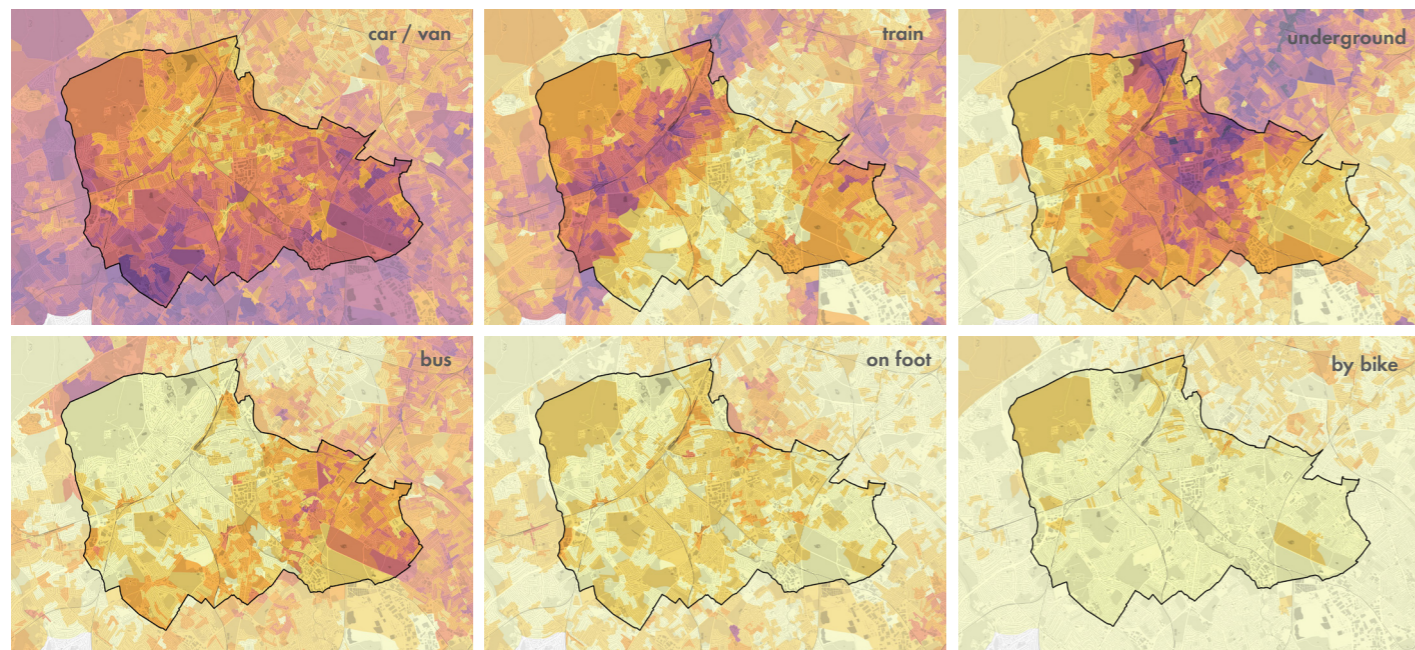 car / van
train
underground
bus
on foot
by bike